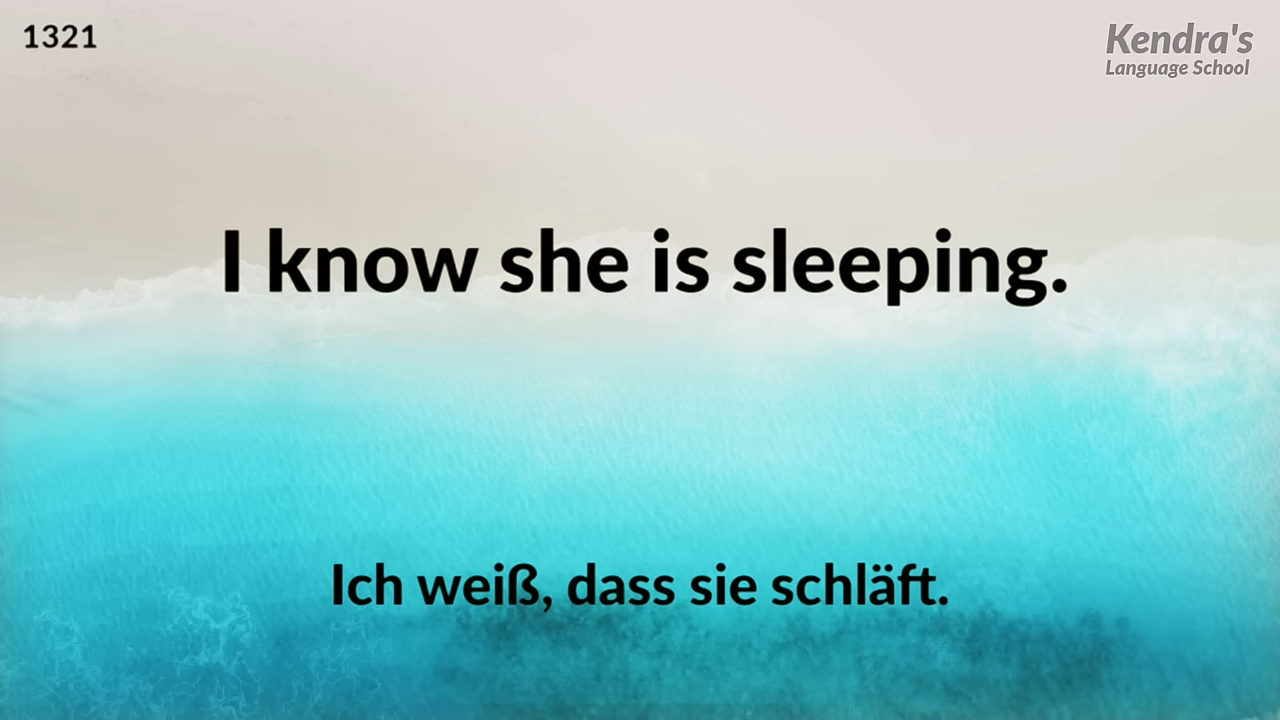 1321
Kendra's
Language School
I know she is sleeping.
Ich weiß, dass sie schläft.